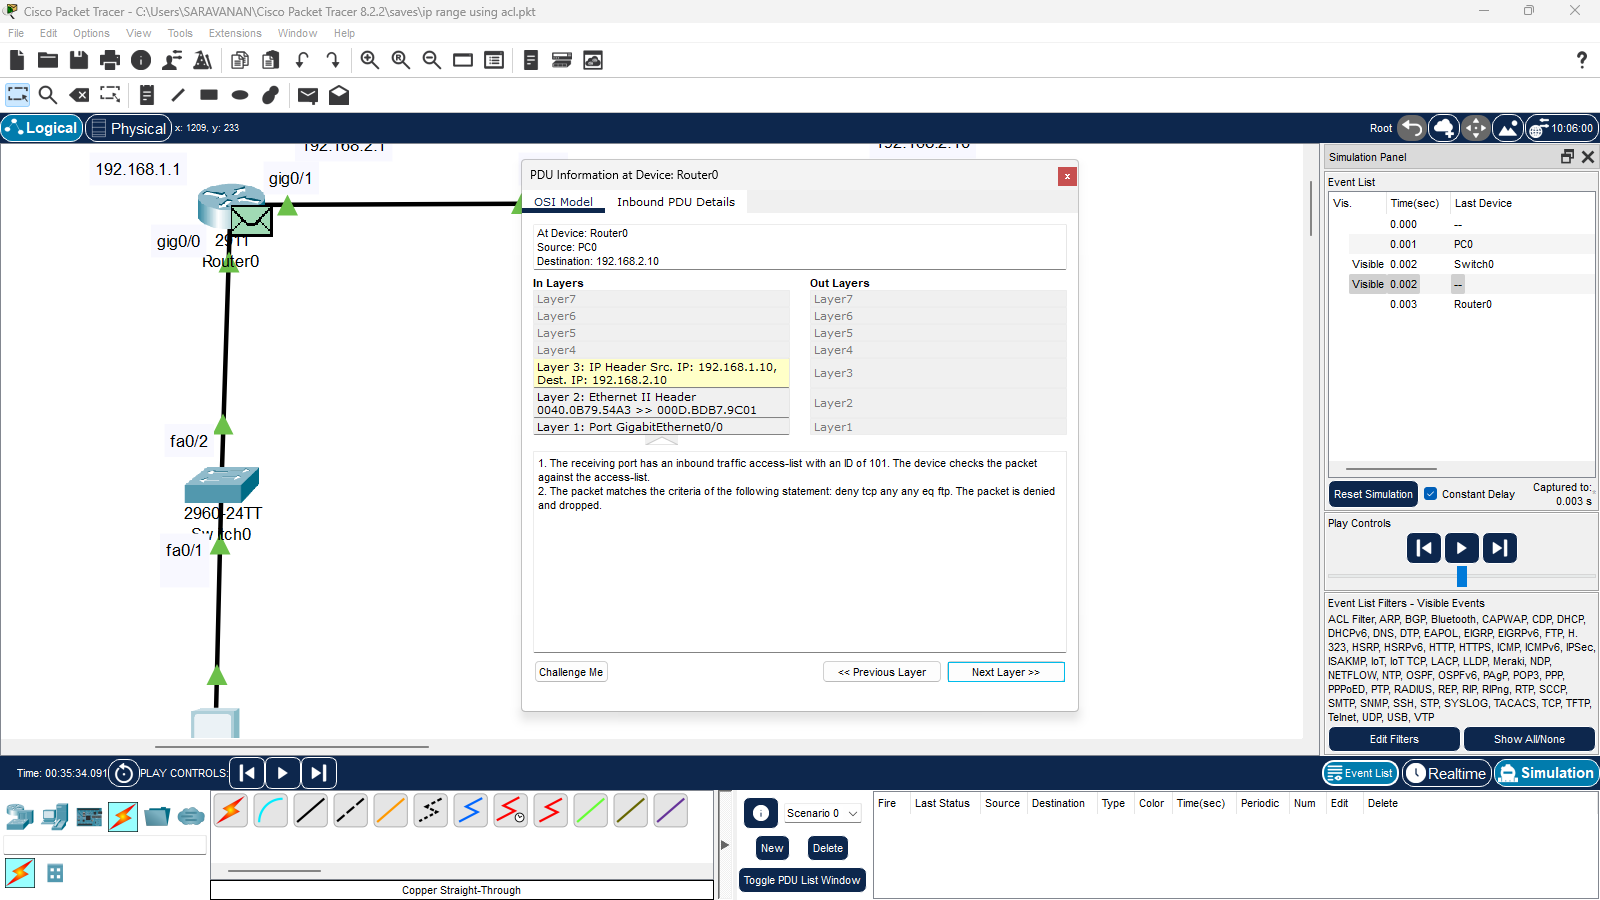 Cisco Packet Tracer - C:\Users\SARAVANAN\Cisco Packet Tracer 8.2.2\saves\ip range using acl.pkt
File Edit Options View Tools Extensions Window Help
Logical Physical x: 1209, y: 233 Root 10:06:00
192.168.2.1
192.168.2.10
192.168.1.1
gig0/1
gig0/0
2911
Router0
fa0/2
2960-24TT
Switch0
fa0/1
PDU Information at Device: Router0
x
OSI Model Inbound PDU Details
At Device: Router0
Source: PC0
Destination: 192.168.2.10
In Layers Out Layers
Layer7 Layer7
Layer6 Layer6
Layer5 Layer5
Layer4 Layer4
Layer 3: IP Header Src. IP: 192.168.1.10,
Dest. IP: 192.168.2.10
Layer3
Layer 2: Ethernet II Header
0040.0B79.54A3 >> 000D.BDB7.9C01
Layer2
Layer 1: Port GigabitEthernet0/0 Layer1
1. The receiving port has an inbound traffic access-list with an ID of 101. The device checks the packet
against the access-list.
2. The packet matches the criteria of the following statement: deny tcp any any eq ftp. The packet is denied
and dropped.
Challenge Me << Previous Layer Next Layer >>
Simulation Panel
Event List
Vis. Time(sec) Last Device
0.000 --
0.001 PC0
Visible 0.002 Switch0
Visible 0.002 --
0.003 Router0
Reset Simulation Constant Delay Captured to:
0.003 s
Play Controls
Event List Filters - Visible Events
ACL Filter, ARP, BGP, Bluetooth, CAPWAP, CDP, DHCP,
DHCPv6, DNS, DTP, EAPOL, EIGRP, EIGRPv6, FTP, H.
323, HSRP, HSRPv6, HTTP, HTTPS, ICMP, ICMPv6, IPSec,
ISAKMP, IoT, IoT TCP, LACP, LLDP, Meraki, NDP,
NETFLOW, NTP, OSPF, OSPFv6, PAgP, POP3, PPP,
PPPoED, PTP, RADIUS, REP, RIP, RIPng, RTP, SCCP,
SMTP, SNMP, SSH, STP, SYSLOG, TACACS, TCP, TFTP,
Telnet, UDP, USB, VTP
Edit Filters Show All/None
Time: 00:35:34.091 PLAY CONTROLS: Event List Realtime Simulation
Scenario 0
New Delete
Toggle PDU List Window
Fire Last Status Source Destination Type Color Time(sec) Periodic Num Edit Delete
Copper Straight-Through